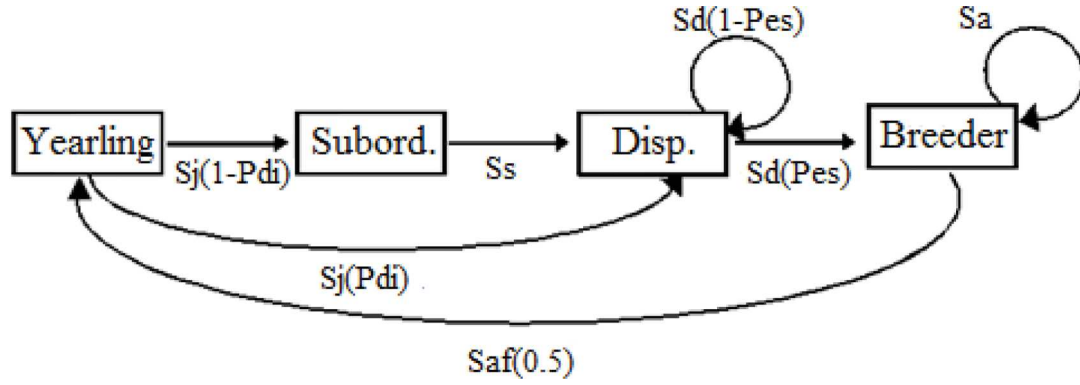 Sd(1-Pes)
Sa
Yearling
Subord.
Disp.
Breeder
Sj(1-Pdi)
Ss
Sd(Pes)
Sj(Pdi)
Saf(0.5)